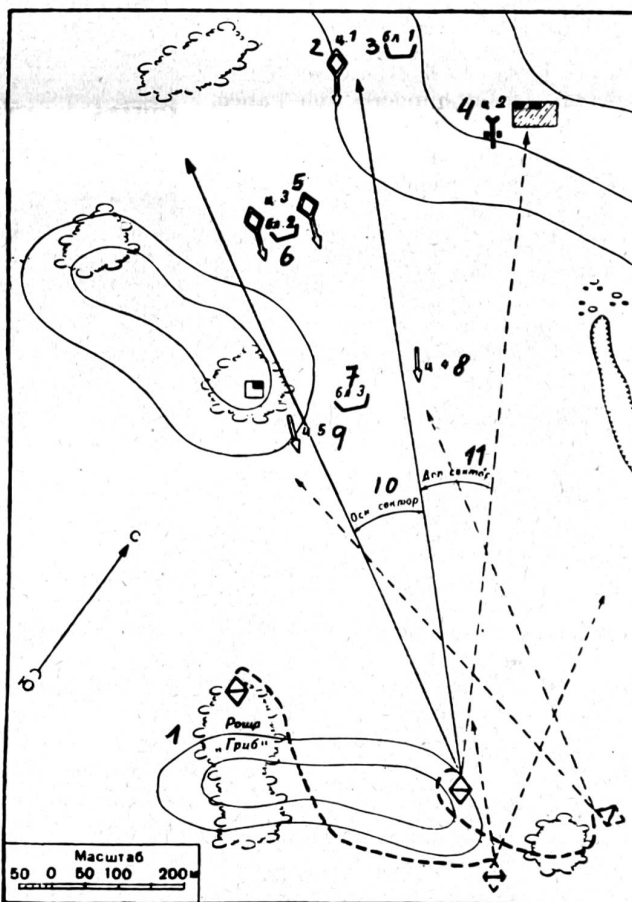 2 ц.1 3 бл 1
4 ц 2
ц.3 5
бл.2
6
7
бл 3
ц 4 8
ц 5 9
10
Осн сектор
11
Доп сектор
С
Ю
1
Роща
„Гриб"
Масштаб
50 0 50 100 200 м